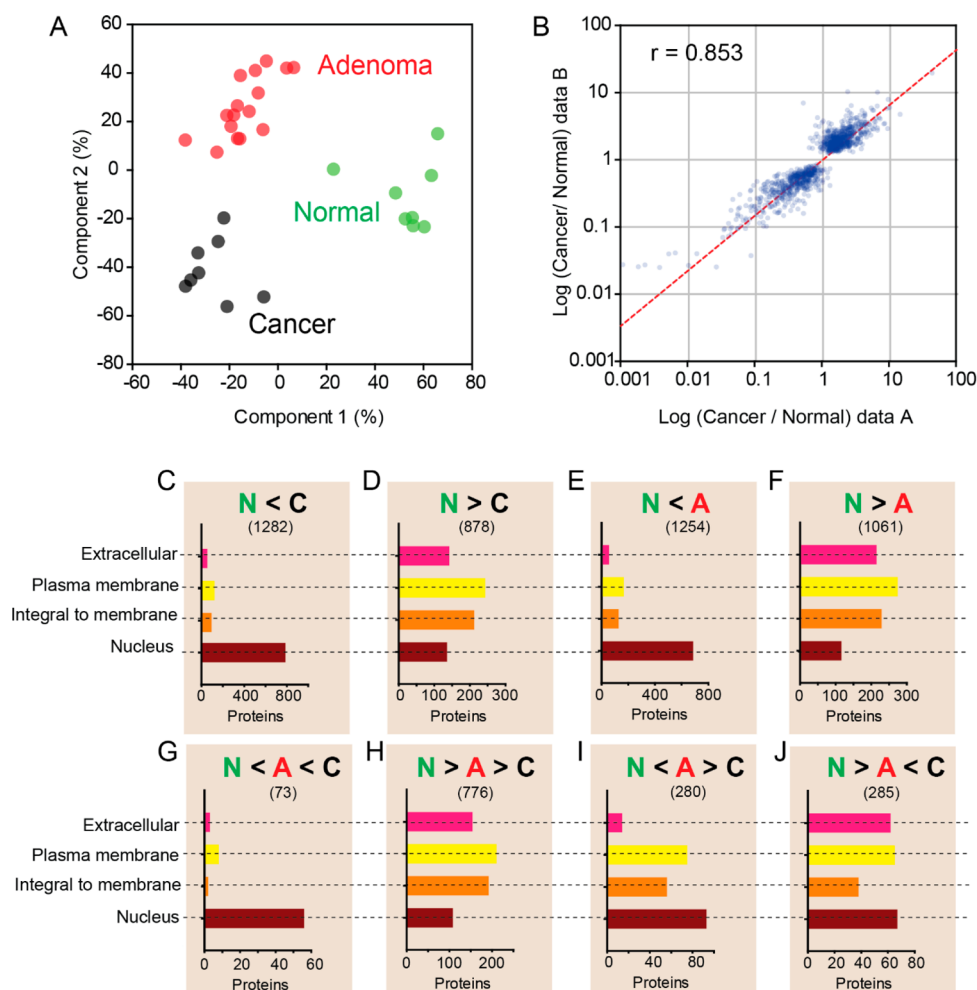 A
60
40
20
0
-20
-40
-60
-80
Component 2 (%)
Adenoma
Normal
Cancer
-60 -40 -20 0 20 40 60 80
Component 1 (%)
B
100
10
1
0.1
0.01
0.001
Log (Cancer/ Normal) data B
r = 0.853
0.001 0.01 0.1 1 10 100
Log (Cancer / Normal) data A
Extracellular
Plasma membrane
Integral to membrane
Nucleus
C
N < C
(1282)
0 800
Proteins
D
N > C
(878)
0 100 200 300
Proteins
E
N < A
(1254)
0 400 800
Proteins
F
N > A
(1061)
0 100 200 300
Proteins
Extracellular
Plasma membrane
Integral to membrane
Nucleus
G
N < A < C
(73)
0 20 40 60
Proteins
H
N > A > C
(776)
0 100 200
Proteins
I
N < A > C
(280)
0 40 80
Proteins
J
N > A < C
(285)
0 20 40 60 80
Proteins